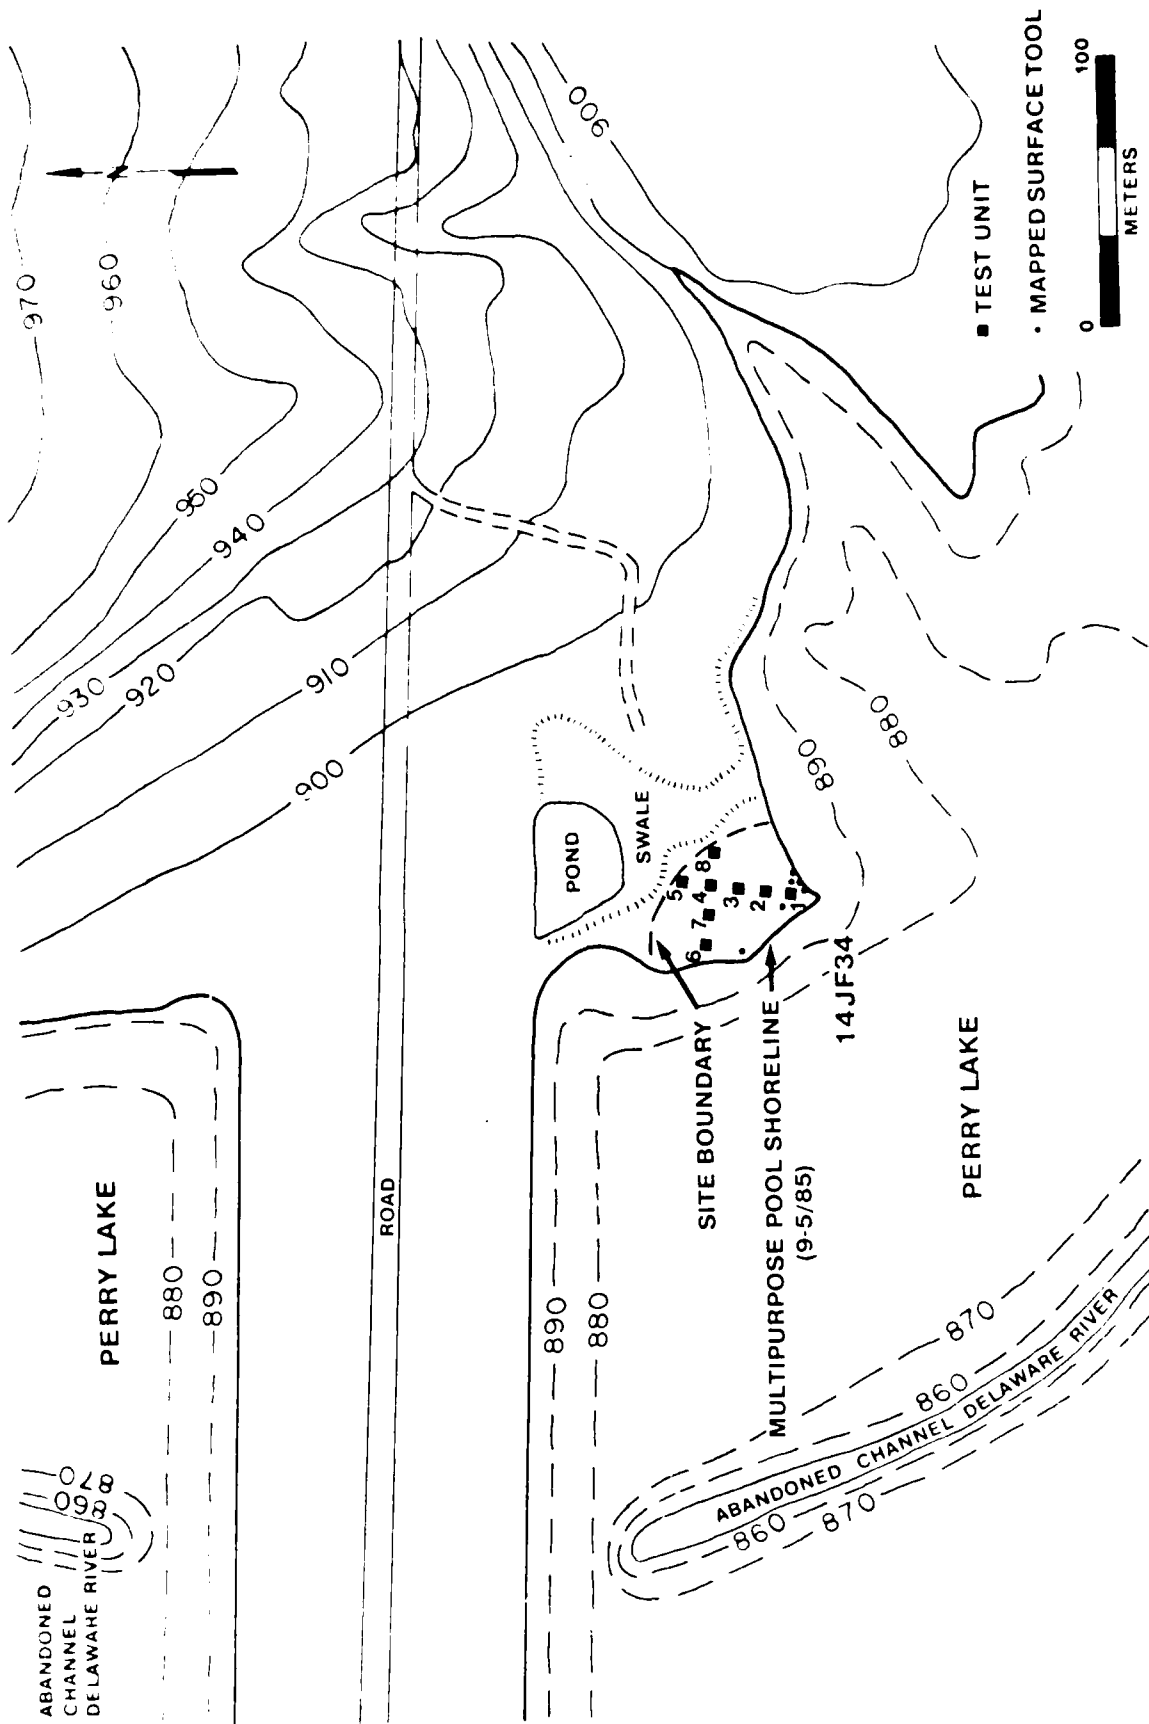 ABANDONED
CHANNEL
DELAWARE RIVER
870
860
PERRY LAKE
880
890
ROAD
970
960
950
940
930
920
910
900
900
POND
SWALE
5
8
4
7
6
3
2
1
890
880
890
880
SITE BOUNDARY
MULTIPURPOSE POOL SHORELINE
(9-5/85)
14JF34
PERRY LAKE
870
860
ABANDONED CHANNEL DELAWARE RIVER
860
870
TEST UNIT
MAPPED SURFACE TOOL
0
100
METERS